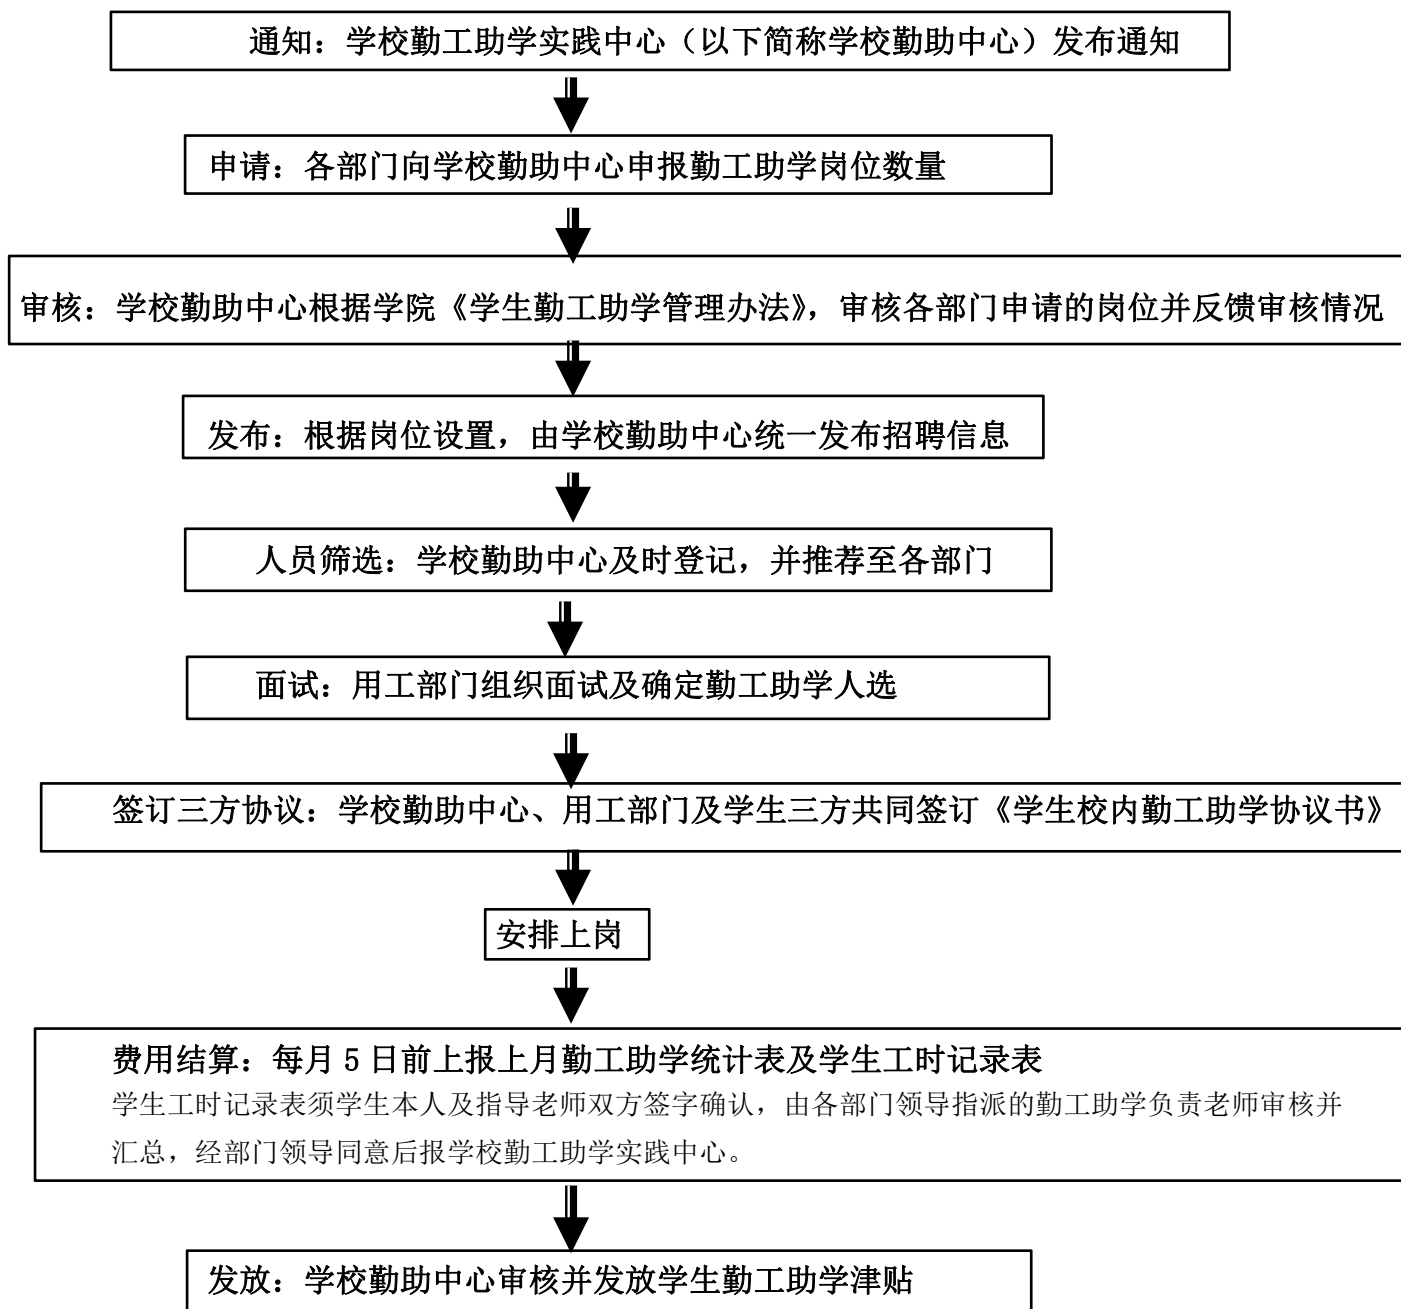 通知：学校勤工助学实践中心（以下简称学校勤助中心）发布通知
申请：各部门向学校勤助中心申报勤工助学岗位数量
审核：学校勤助中心根据学院《学生勤工助学管理办法》，审核各部门申请的岗位并反馈审核情况
发布：根据岗位设置，由学校勤助中心统一发布招聘信息
人员筛选：学校勤助中心及时登记，并推荐至各部门
面试：用工部门组织面试及确定勤工助学人选
签订三方协议：学校勤助中心、用工部门及学生三方共同签订《学生校内勤工助学协议书》
安排上岗
费用结算：每月 5 日前上报上月勤工助学统计表及学生工时记录表
学生工时记录表须学生本人及指导老师双方签字确认，由各部门领导指派的勤工助学负责老师审核并
汇总，经部门领导同意后报学校勤工助学实践中心。
发放：学校勤助中心审核并发放学生勤工助学津贴